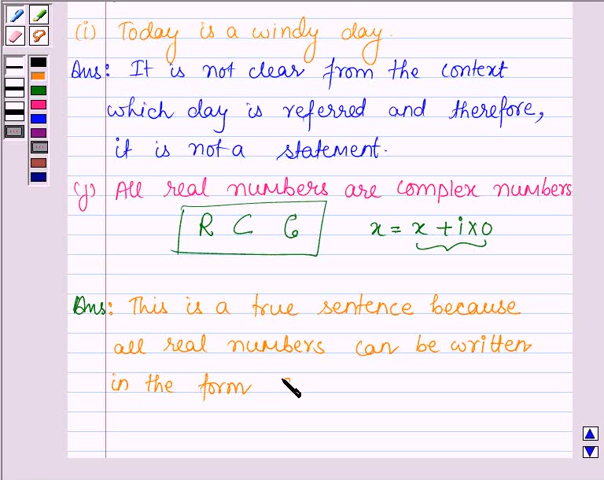 (i) Today is a windy day.
Ans: It is not clear from the context
which day is referred and therefore,
it is not a statement.
(j) All real numbers are complex numbers
R C C x = x + i×0
Ans: This is a true sentence because
all real numbers can be written
in the form